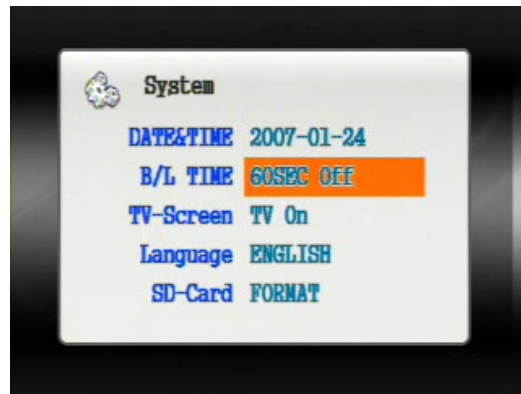 System
DATE&TIME 2007-01-24
B/L TIME 60SEC Off
TV-Screen TV On
Language ENGLISH
SD-Card FORMAT